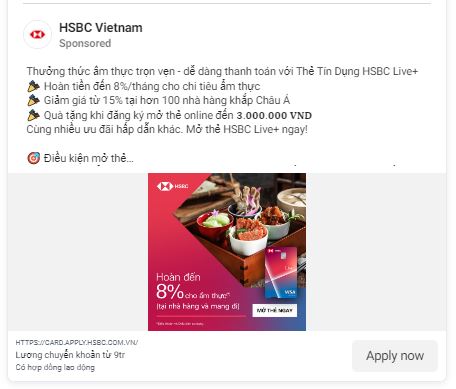 HSBC Vietnam
Sponsored
Thưởng thức ẩm thực trọn vẹn - dễ dàng thanh toán với Thẻ Tín Dụng HSBC Live+
🎉 Hoàn tiền đến 8%/tháng cho chi tiêu ẩm thực
🎉 Giảm giá từ 15% tại hơn 100 nhà hàng khắp Châu Á
🎉 Quà tặng khi đăng ký mở thẻ online đến 3.000.000 VND
Cùng nhiều ưu đãi hấp dẫn khác. Mở thẻ HSBC Live+ ngay!
🎯 Điều kiện mở thẻ...
HSBC
Hoàn đến
8% cho ẩm thực(*)
(tại nhà hàng và mang đi)
Live+
VISA
MỞ THẺ NGAY
HTTPS://CARD.APPLY.HSBC.COM.VN/
Lương chuyển khoản từ 9tr
Có hợp đồng lao động
Apply now